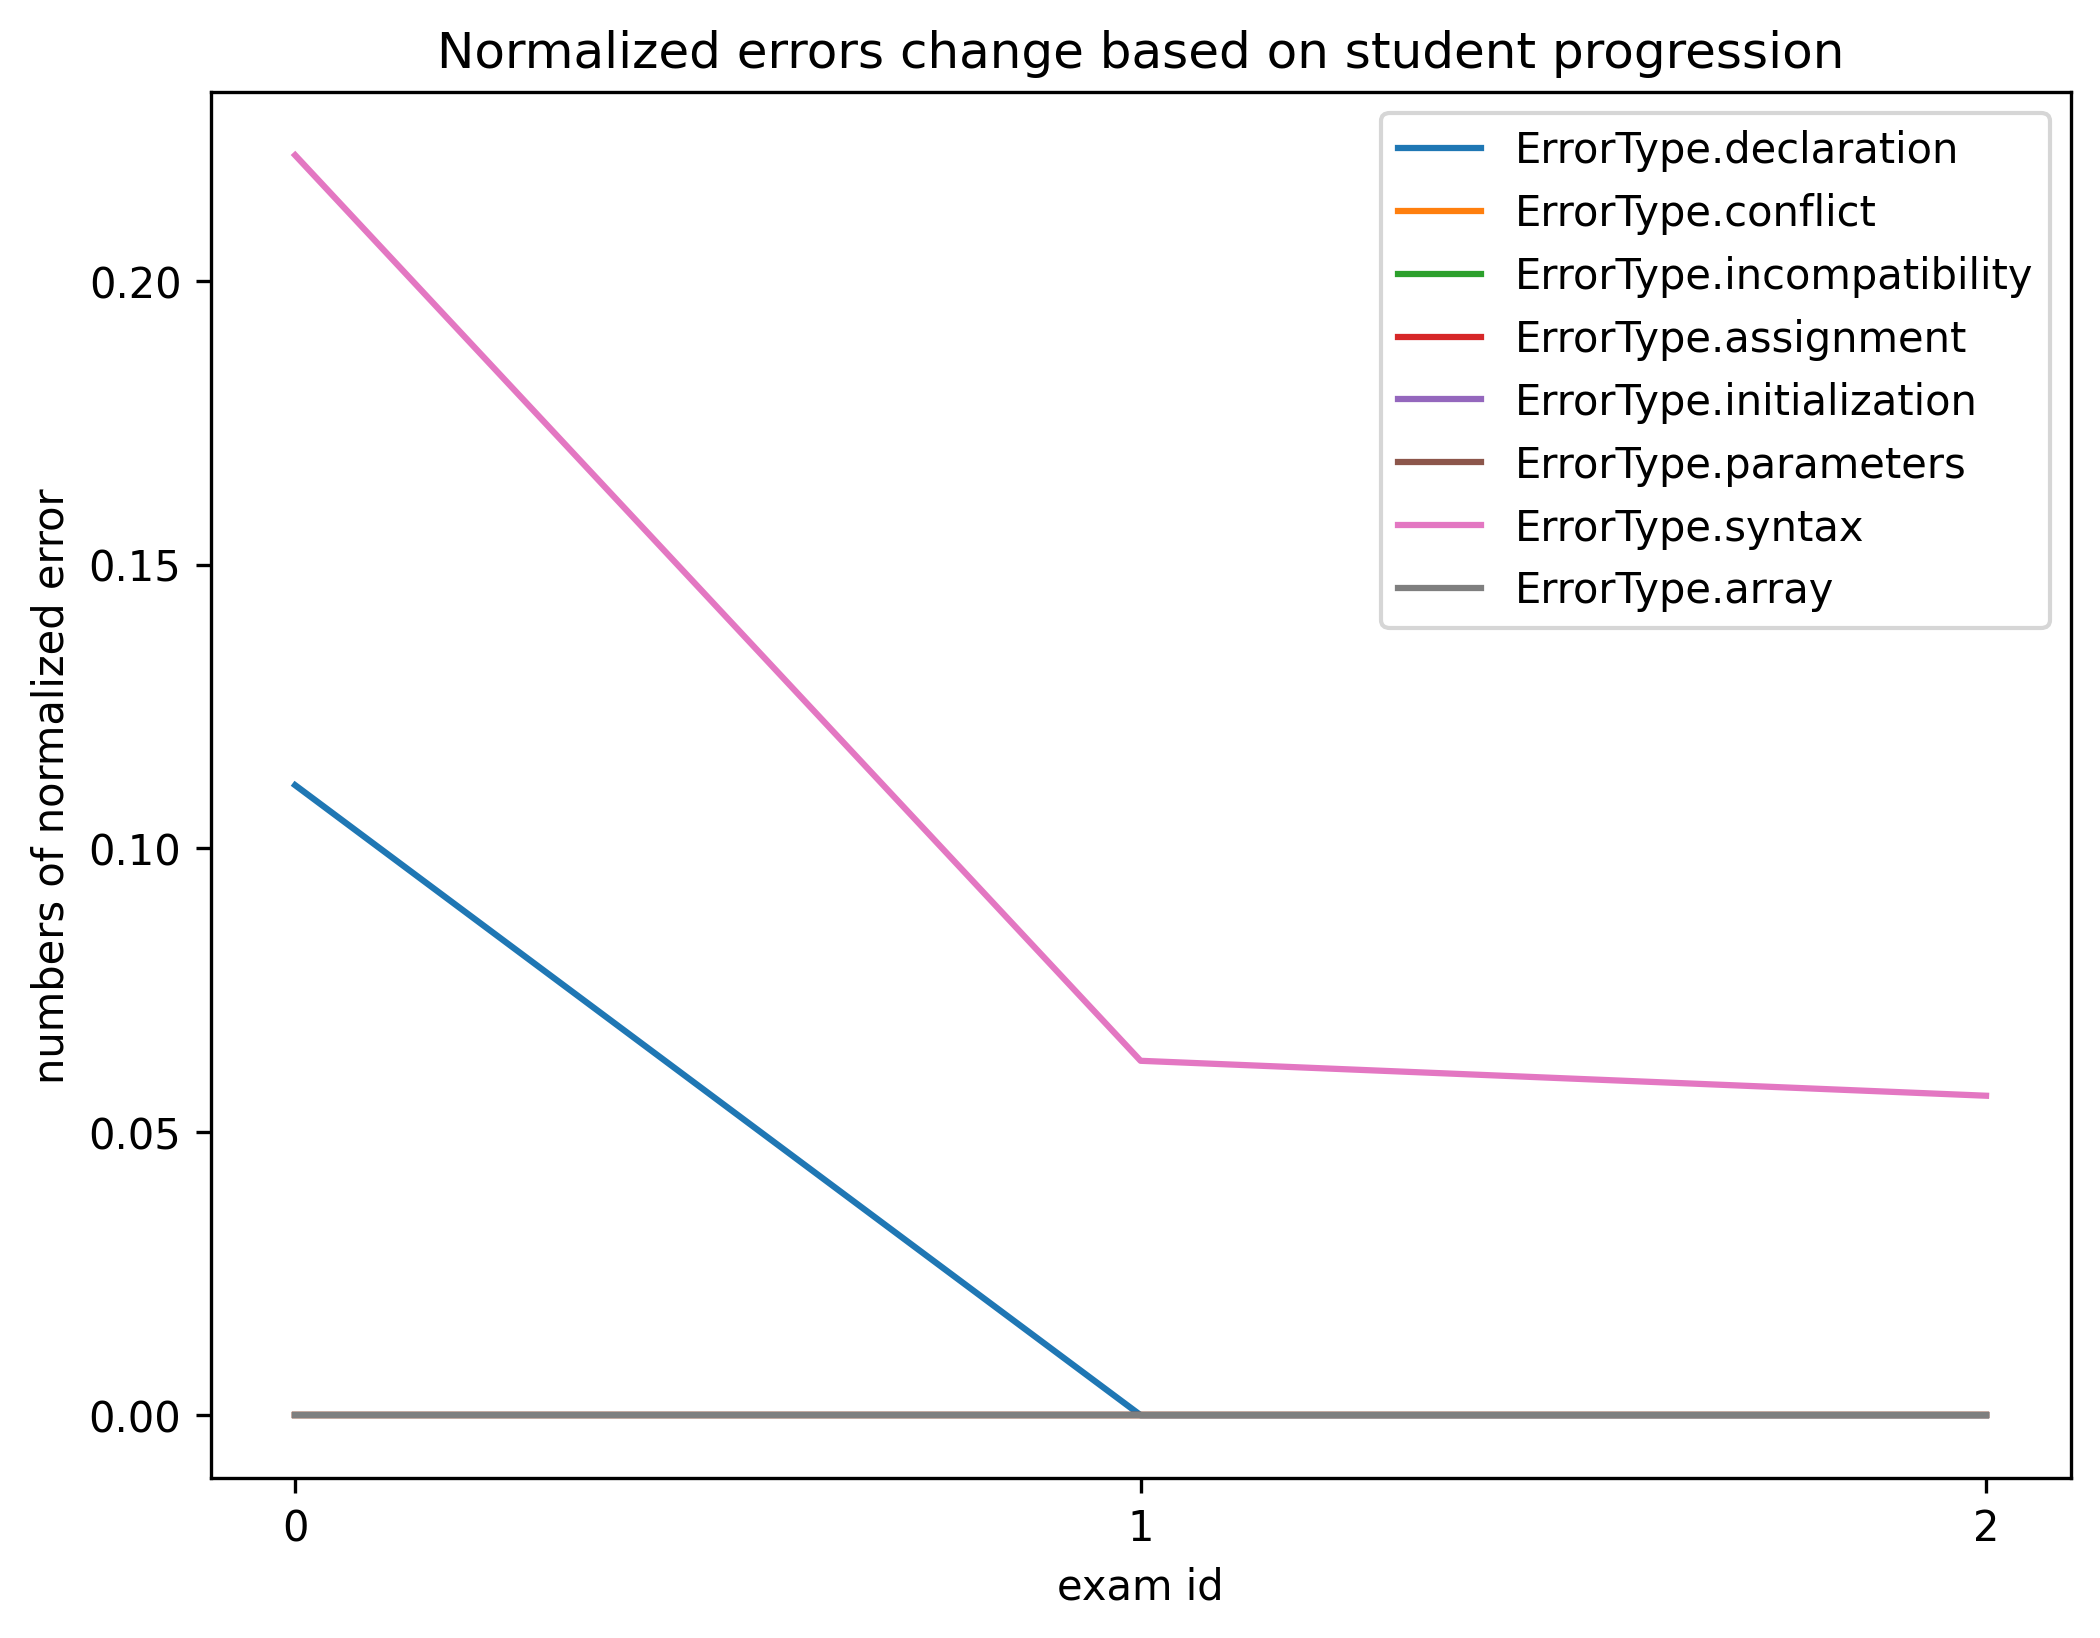 Normalized errors change based on student progression
ErrorType.declaration
ErrorType.conflict
ErrorType.incompatibility
ErrorType.assignment
ErrorType.initialization
ErrorType.parameters
ErrorType.syntax
ErrorType.array
numbers of normalized error
0.20
0.15
0.10
0.05
0.00
0 1 2
exam id